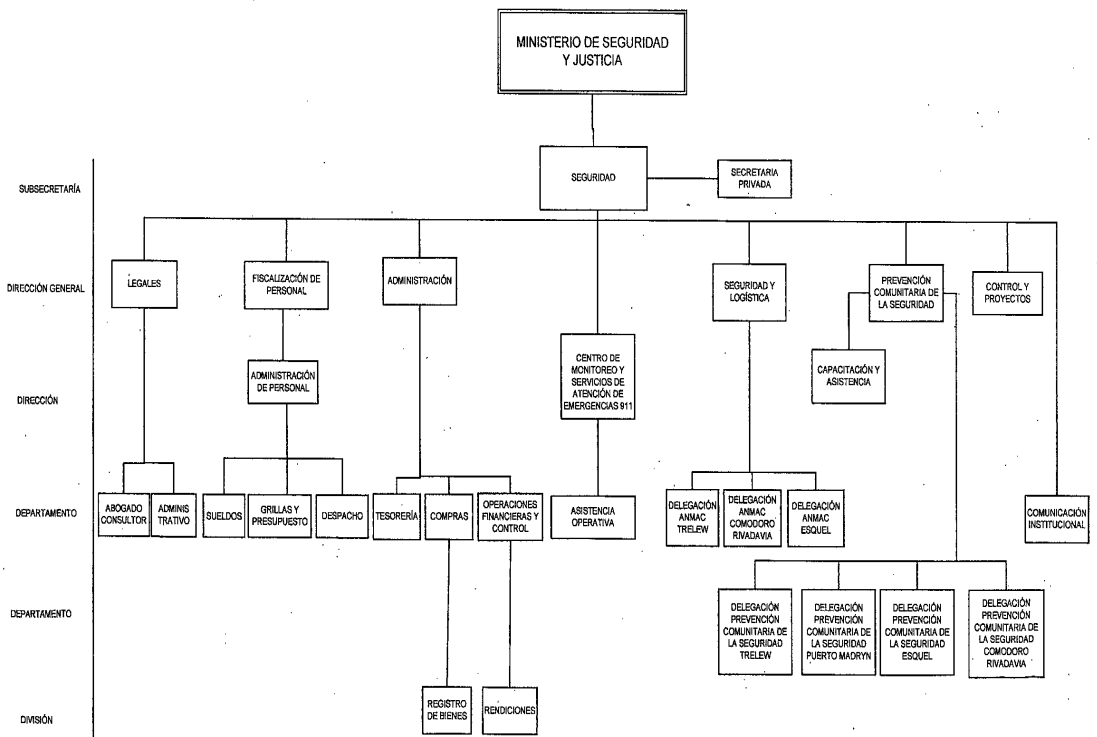 MINISTERIO DE SEGURIDAD
Y JUSTICIA
SUBSECRETARÍA
SEGURIDAD
SECRETARIA
PRIVADA
DIRECCIÓN GENERAL
LEGALES
FISCALIZACIÓN DE
PERSONAL
ADMINISTRACIÓN
SEGURIDAD Y
LOGÍSTICA
PREVENCIÓN
COMUNITARIA DE
LA SEGURIDAD
CONTROL Y
PROYECTOS
DIRECCIÓN
ADMINISTRACIÓN
DE PERSONAL
CENTRO DE
MONITOREO Y
SERVICIOS DE
ATENCIÓN DE
EMERGENCIAS 911
CAPACITACIÓN Y
ASISTENCIA
DEPARTAMENTO
ABOGADO
CONSULTOR
ADMINIS
TRATIVO
SUELDOS
GRILLAS Y
PRESUPUESTO
DESPACHO
TESORERÍA
COMPRAS
OPERACIONES
FINANCIERAS Y
CONTROL
ASISTENCIA
OPERATIVA
DELEGACIÓN
ANMAC
TRELEW
DELEGACIÓN
ANMAC
COMODORO
RIVADAVIA
DELEGACIÓN
ANMAC
ESQUEL
COMUNICACIÓN
INSTITUCIONAL
DEPARTAMENTO
DELEGACIÓN
PREVENCIÓN
COMUNITARIA DE
LA SEGURIDAD
TRELEW
DELEGACIÓN
PREVENCIÓN
COMUNITARIA DE
LA SEGURIDAD
PUERTO MADRYN
DELEGACIÓN
PREVENCIÓN
COMUNITARIA DE
LA SEGURIDAD
ESQUEL
DELEGACIÓN
PREVENCIÓN
COMUNITARIA DE
LA SEGURIDAD
COMODORO
RIVADAVIA
DIVISIÓN
REGISTRO
DE BIENES
RENDICIONES